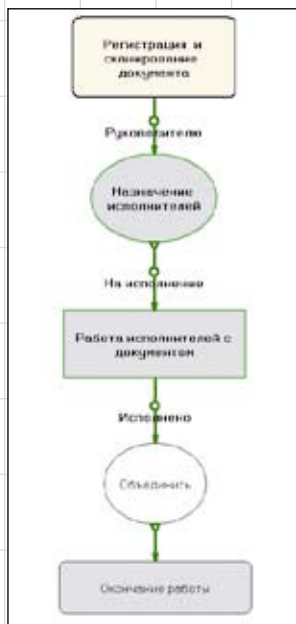 Регистрация и
сканирование
документа
Руководителю
Назначение
исполнителей
На исполнение
Работа исполнителей с
документом
Исполнено
Объединить
Окончание работы